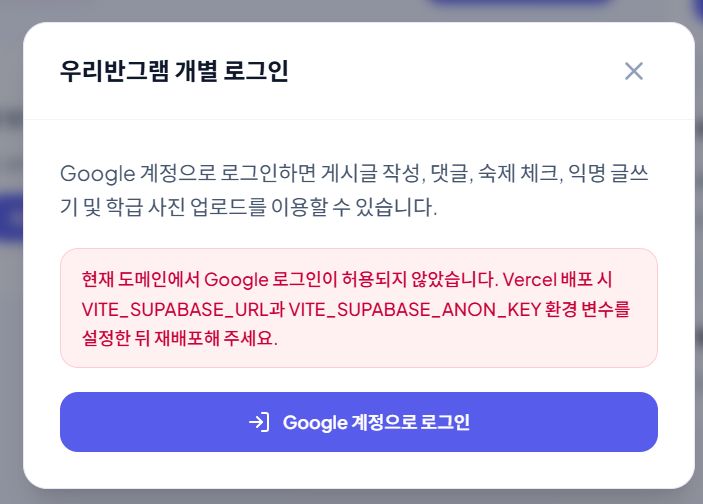 우리반그램 개별 로그인
Google 계정으로 로그인하면 게시글 작성, 댓글, 숙제 체크, 익명 글쓰
기 및 학급 사진 업로드를 이용할 수 있습니다.
현재 도메인에서 Google 로그인이 허용되지 않았습니다. Vercel 배포 시
VITE_SUPABASE_URL과 VITE_SUPABASE_ANON_KEY 환경 변수를
설정한 뒤 재배포해 주세요.
Google 계정으로 로그인